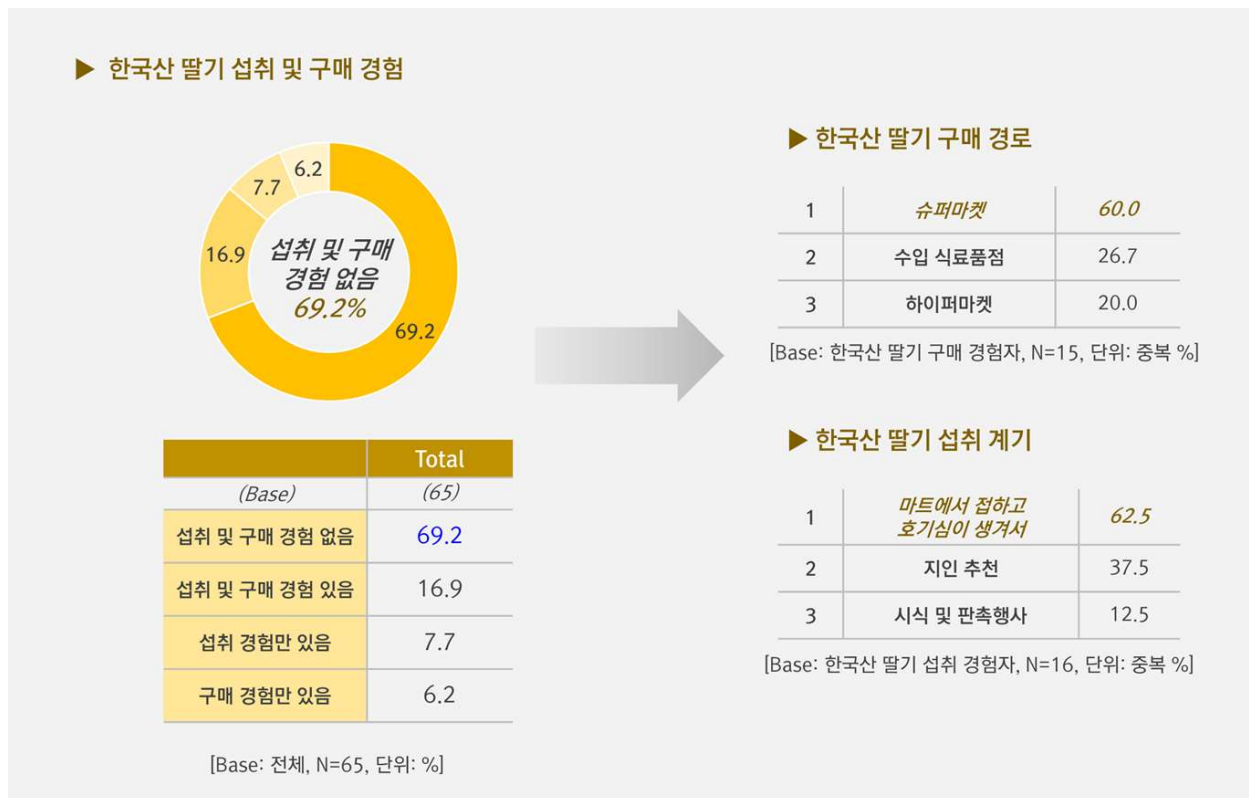 ▶ 한국산 딸기 섭취 및 구매 경험
6.2
7.7
16.9
69.2
섭취 및 구매
경험 없음
69.2%
Total
(Base) (65)
섭취 및 구매 경험 없음 69.2
섭취 및 구매 경험 있음 16.9
섭취 경험만 있음 7.7
구매 경험만 있음 6.2
[Base: 전체, N=65, 단위: %]
▶ 한국산 딸기 구매 경로
1 슈퍼마켓 60.0
2 수입 식료품점 26.7
3 하이퍼마켓 20.0
[Base: 한국산 딸기 구매 경험자, N=15, 단위: 중복 %]
▶ 한국산 딸기 섭취 계기
1 마트에서 접하고
호기심이 생겨서 62.5
2 지인 추천 37.5
3 시식 및 판촉행사 12.5
[Base: 한국산 딸기 섭취 경험자, N=16, 단위: 중복 %]